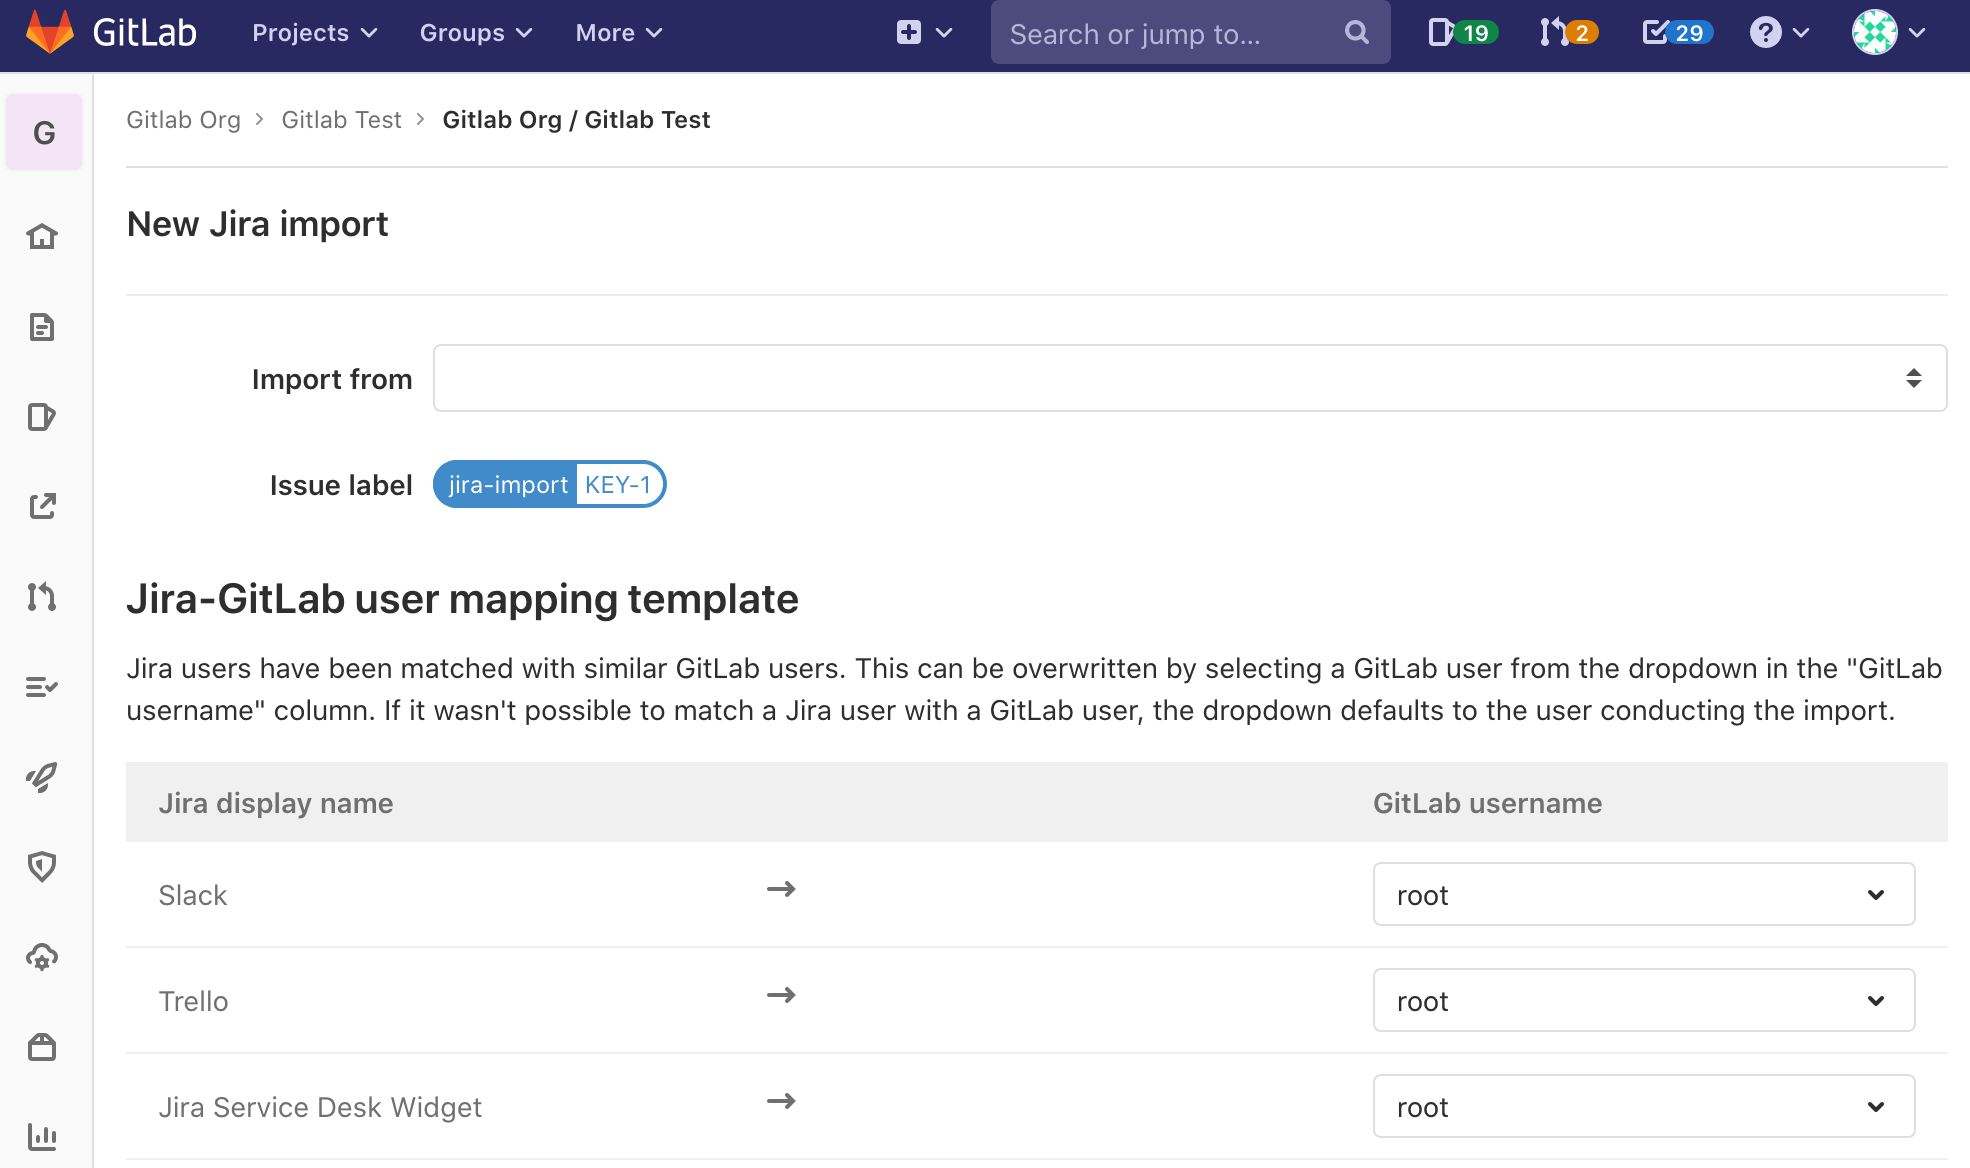 GitLab Projects Groups More Search or jump to... 19 2 29
G
Gitlab Org > Gitlab Test > Gitlab Org / Gitlab Test
New Jira import
Import from
Issue label jira-import KEY-1
Jira-GitLab user mapping template
Jira users have been matched with similar GitLab users. This can be overwritten by selecting a GitLab user from the dropdown in the "GitLab
username" column. If it wasn't possible to match a Jira user with a GitLab user, the dropdown defaults to the user conducting the import.
Jira display name GitLab username
Slack → root
Trello → root
Jira Service Desk Widget → root